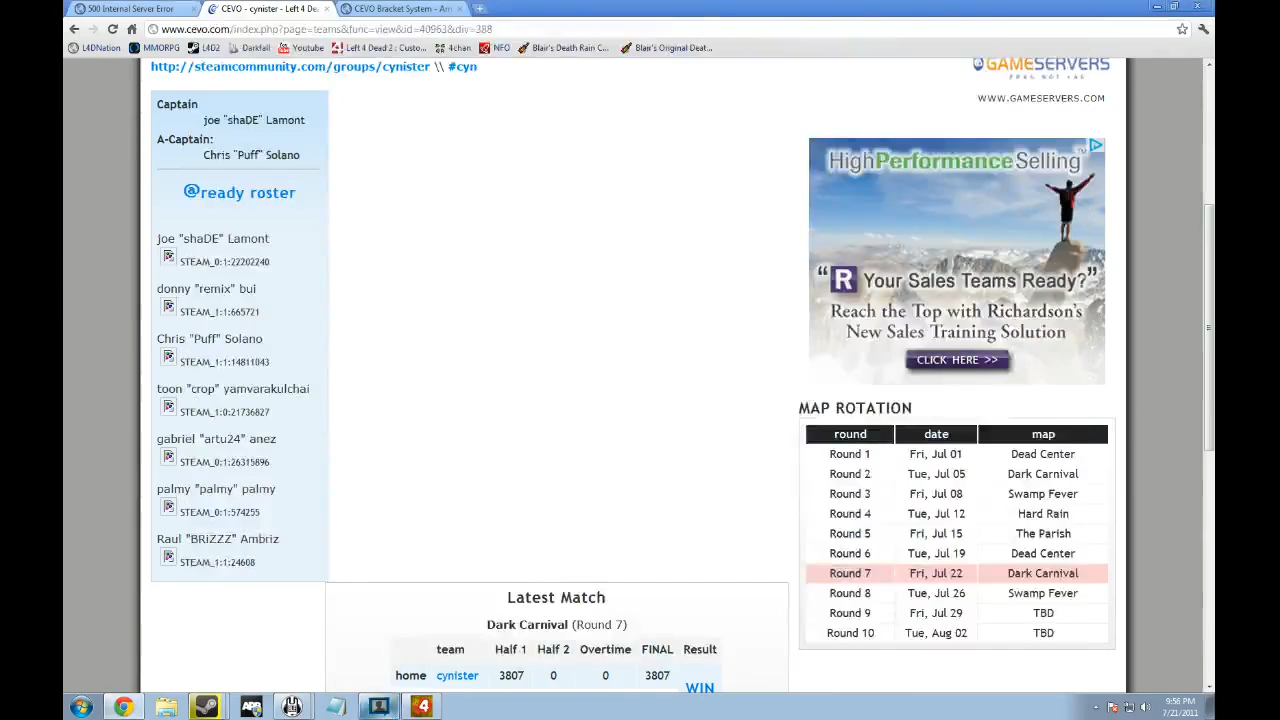 500 Internal Server Error
CEVO - cynister - Left 4 De
CEVO Bracket System - Am
www.cevo.com/index.php?page=teams&func=view&id=40963&div=388
L4DNation
MMORPG
L4D2
Darkfall
Youtube
Left 4 Dead 2 : Custo...
4chan
NFO
Blair's Death Rain C...
Blair's Original Deat...
http://steamcommunity.com/groups/cynister \\ #cyn
GAMESERVERS
WWW.GAMESERVERS.COM
Captain
joe "shaDE" Lamont
A-Captain:
Chris "Puff" Solano
@ready roster
joe "shaDE" Lamont
STEAM_0:1:22202240
donny "remix" bui
STEAM_1:1:665721
Chris "Puff" Solano
STEAM_1:1:14811043
toon "crop" yamvarakulchai
STEAM_1:0:21736827
gabriel "artu24" anez
STEAM_0:1:26315896
palmy "palmy" palmy
STEAM_0:1:574255
Raul "BRiZZZ" Ambriz
STEAM_1:1:24608
HighPerformanceSelling™
“R Your Sales Teams Ready?”
Reach the Top with Richardson's
New Sales Training Solution
CLICK HERE >>
MAP ROTATION
round date map
Round 1 Fri, Jul 01 Dead Center
Round 2 Tue, Jul 05 Dark Carnival
Round 3 Fri, Jul 08 Swamp Fever
Round 4 Tue, Jul 12 Hard Rain
Round 5 Fri, Jul 15 The Parish
Round 6 Tue, Jul 19 Dead Center
Round 7 Fri, Jul 22 Dark Carnival
Round 8 Tue, Jul 26 Swamp Fever
Round 9 Fri, Jul 29 TBD
Round 10 Tue, Aug 02 TBD
Latest Match
Dark Carnival (Round 7)
team Half 1 Half 2 Overtime FINAL Result
home cynister 3807 0 0 3807 WIN
9:56 PM
7/21/2011